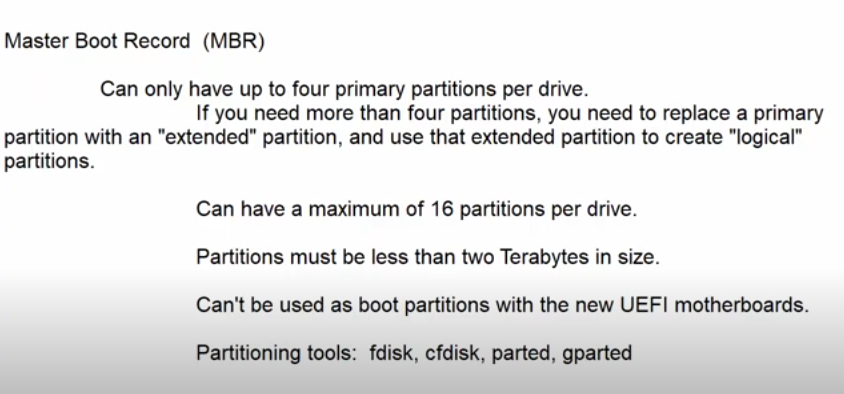 Master Boot Record (MBR)
Can only have up to four primary partitions per drive.
If you need more than four partitions, you need to replace a primary
partition with an "extended" partition, and use that extended partition to create "logical"
partitions.
Can have a maximum of 16 partitions per drive.
Partitions must be less than two Terabytes in size.
Can't be used as boot partitions with the new UEFI motherboards.
Partitioning tools: fdisk, cfdisk, parted, gparted